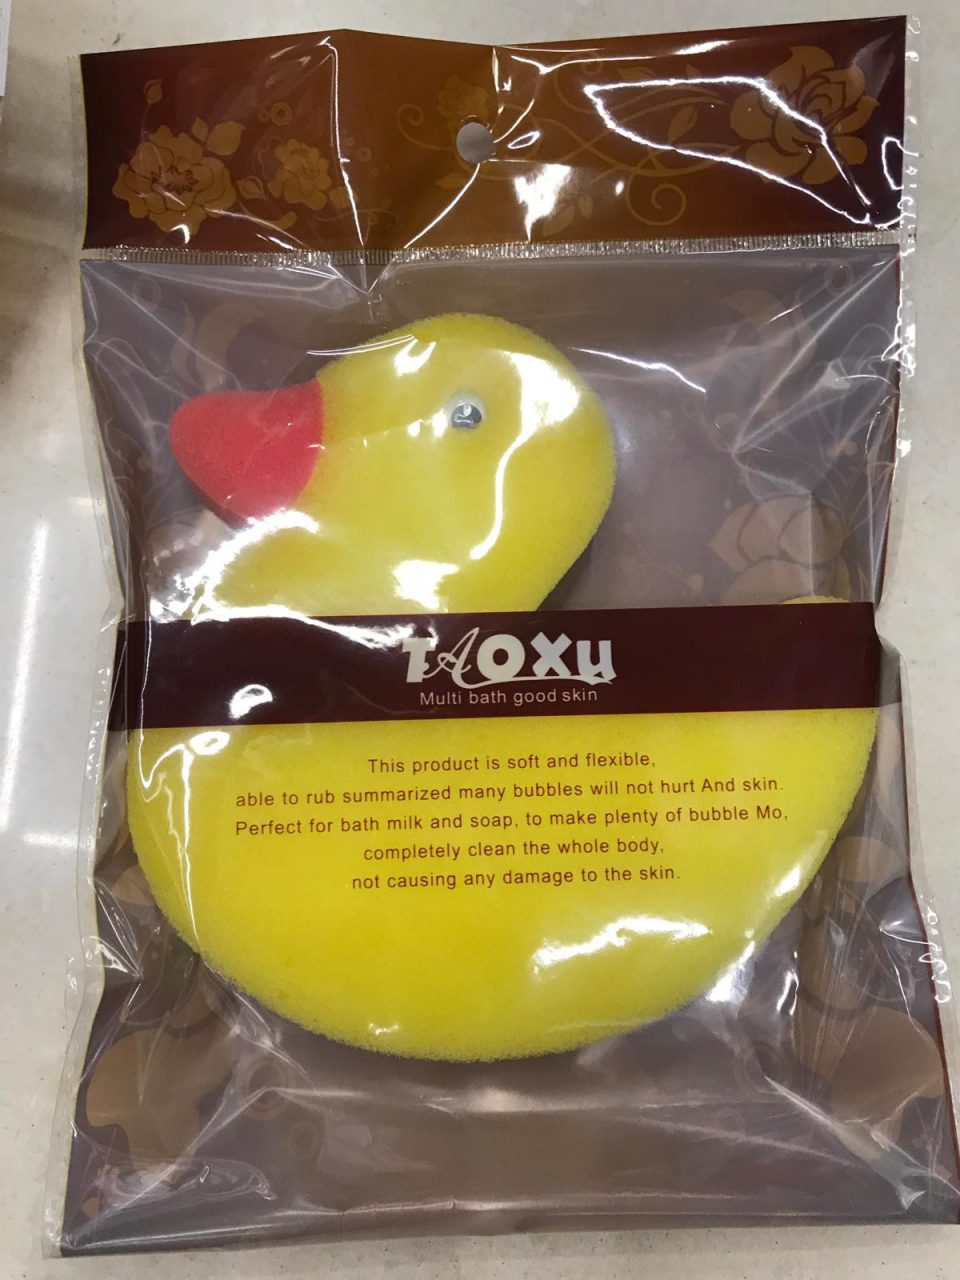 TAOXU
Multi bath good skin
This product is soft and flexible,
able to rub summarized many bubbles will not hurt And skin.
Perfect for bath milk and soap, to make plenty of bubble Mo,
completely clean the whole body,
not causing any damage to the skin.